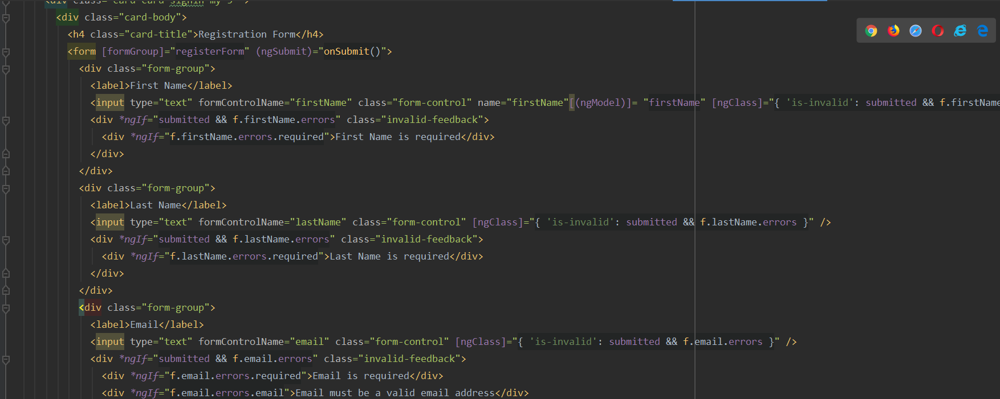 <div class="card card-signin my-5">
<div class="card-body">
<h4 class="card-title">Registration Form</h4>
<form [formGroup]="registerForm" (ngSubmit)="onSubmit()">
<div class="form-group">
<label>First Name</label>
<input type="text" formControlName="firstName" class="form-control" name="firstName"[(ngModel)]= "firstName" [ngClass]="{ 'is-invalid': submitted && f.firstName
<div *ngIf="submitted && f.firstName.errors" class="invalid-feedback">
<div *ngIf="f.firstName.errors.required">First Name is required</div>
</div>
</div>
<div class="form-group">
<label>Last Name</label>
<input type="text" formControlName="lastName" class="form-control" [ngClass]="{ 'is-invalid': submitted && f.lastName.errors }" />
<div *ngIf="submitted && f.lastName.errors" class="invalid-feedback">
<div *ngIf="f.lastName.errors.required">Last Name is required</div>
</div>
</div>
<div class="form-group">
<label>Email</label>
<input type="text" formControlName="email" class="form-control" [ngClass]="{ 'is-invalid': submitted && f.email.errors }" />
<div *ngIf="submitted && f.email.errors" class="invalid-feedback">
<div *ngIf="f.email.errors.required">Email is required</div>
<div *ngIf="f.email.errors.email">Email must be a valid email address</div>